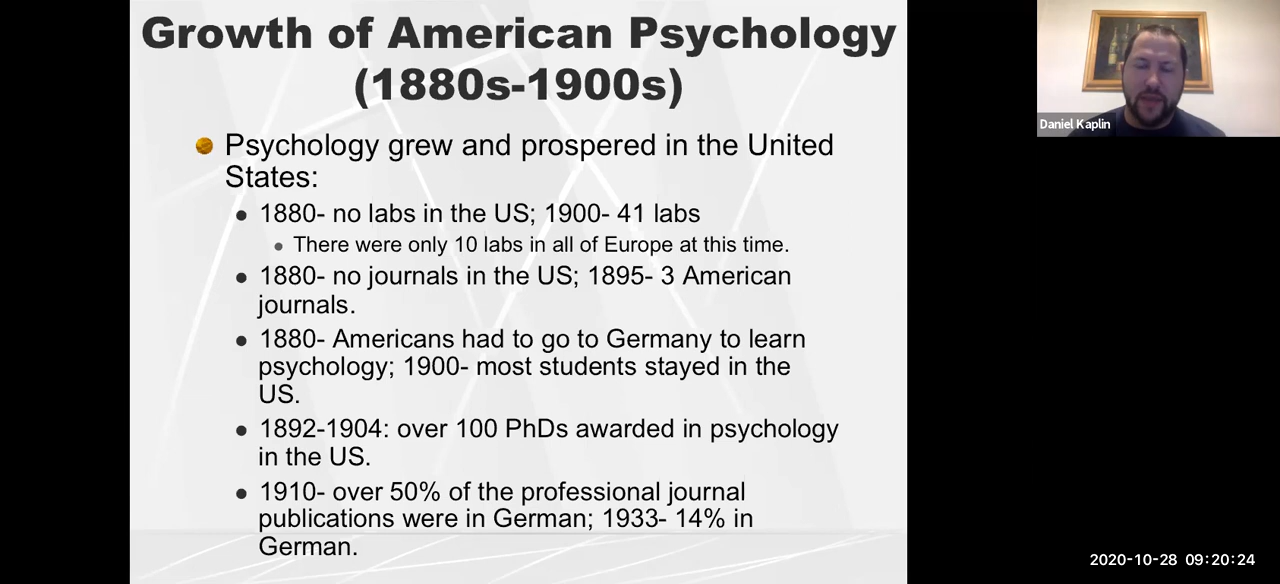 Growth of American Psychology
(1880s-1900s)
Psychology grew and prospered in the United
States:
1880- no labs in the US; 1900- 41 labs
There were only 10 labs in all of Europe at this time.
1880- no journals in the US; 1895- 3 American
journals.
1880- Americans had to go to Germany to learn
psychology; 1900- most students stayed in the
US.
1892-1904: over 100 PhDs awarded in psychology
in the US.
1910- over 50% of the professional journal
publications were in German; 1933- 14% in
German.
Daniel Kaplin
2020-10-28 09:20:24